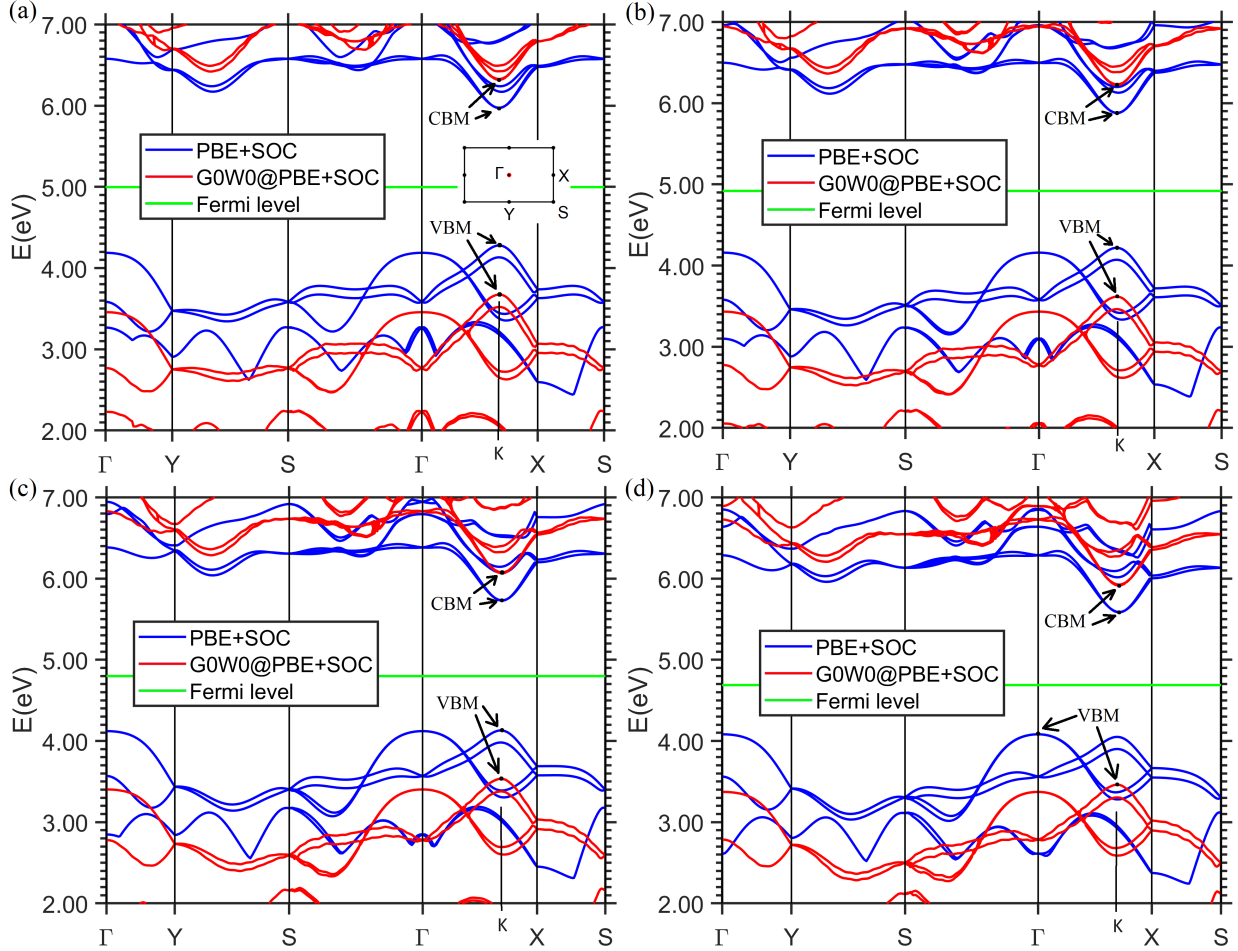 (a)
7.00
6.00
5.00
4.00
3.00
2.00
E(eV)
CBM
PBE+SOC
G0W0@PBE+SOC
Fermi level
Γ
X
Y
S
VBM
Γ
Y
S
Γ
K
X
S
(b)
7.00
6.00
5.00
4.00
3.00
2.00
E(eV)
CBM
PBE+SOC
G0W0@PBE+SOC
Fermi level
VBM
Γ
Y
S
Γ
K
X
S
(c)
7.00
6.00
5.00
4.00
3.00
2.00
E(eV)
CBM
PBE+SOC
G0W0@PBE+SOC
Fermi level
VBM
Γ
Y
S
Γ
K
X
S
(d)
7.00
6.00
5.00
4.00
3.00
2.00
E(eV)
CBM
PBE+SOC
G0W0@PBE+SOC
Fermi level
VBM
Γ
Y
S
Γ
K
X
S